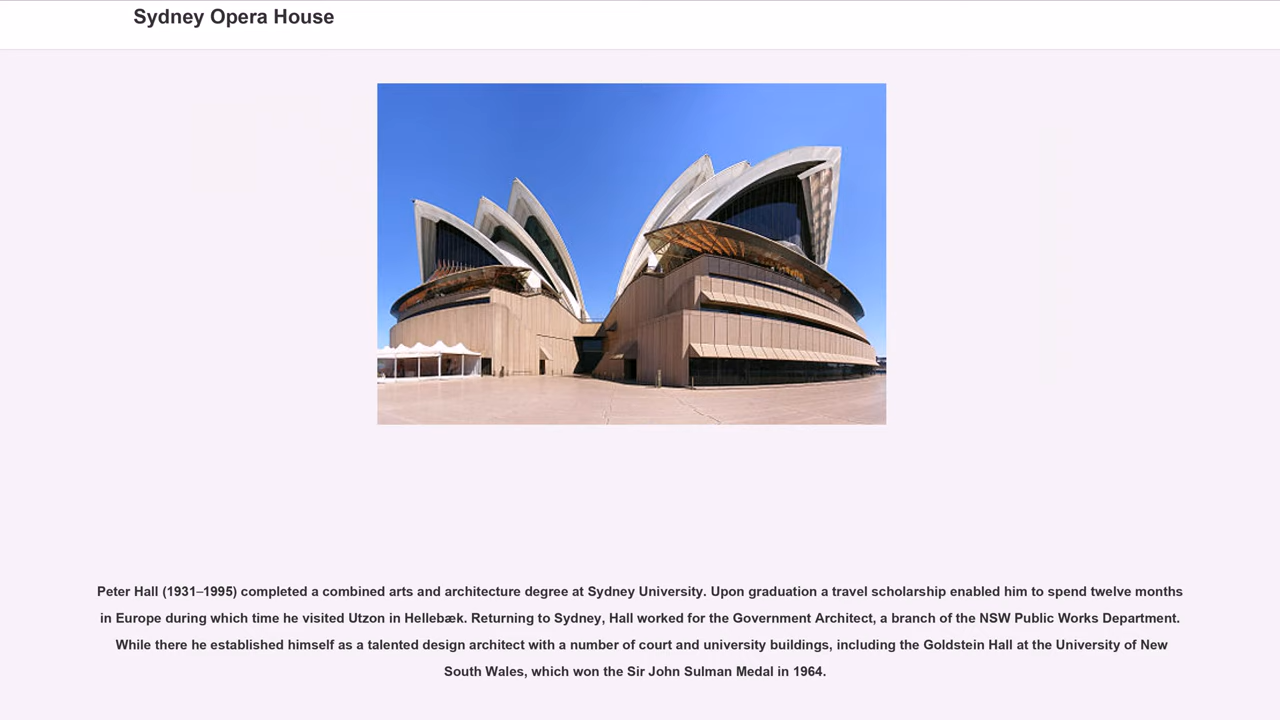 Sydney Opera House
Peter Hall (1931–1995) completed a combined arts and architecture degree at Sydney University. Upon graduation a travel scholarship enabled him to spend twelve months
in Europe during which time he visited Utzon in Hellebæk. Returning to Sydney, Hall worked for the Government Architect, a branch of the NSW Public Works Department.
While there he established himself as a talented design architect with a number of court and university buildings, including the Goldstein Hall at the University of New
South Wales, which won the Sir John Sulman Medal in 1964.